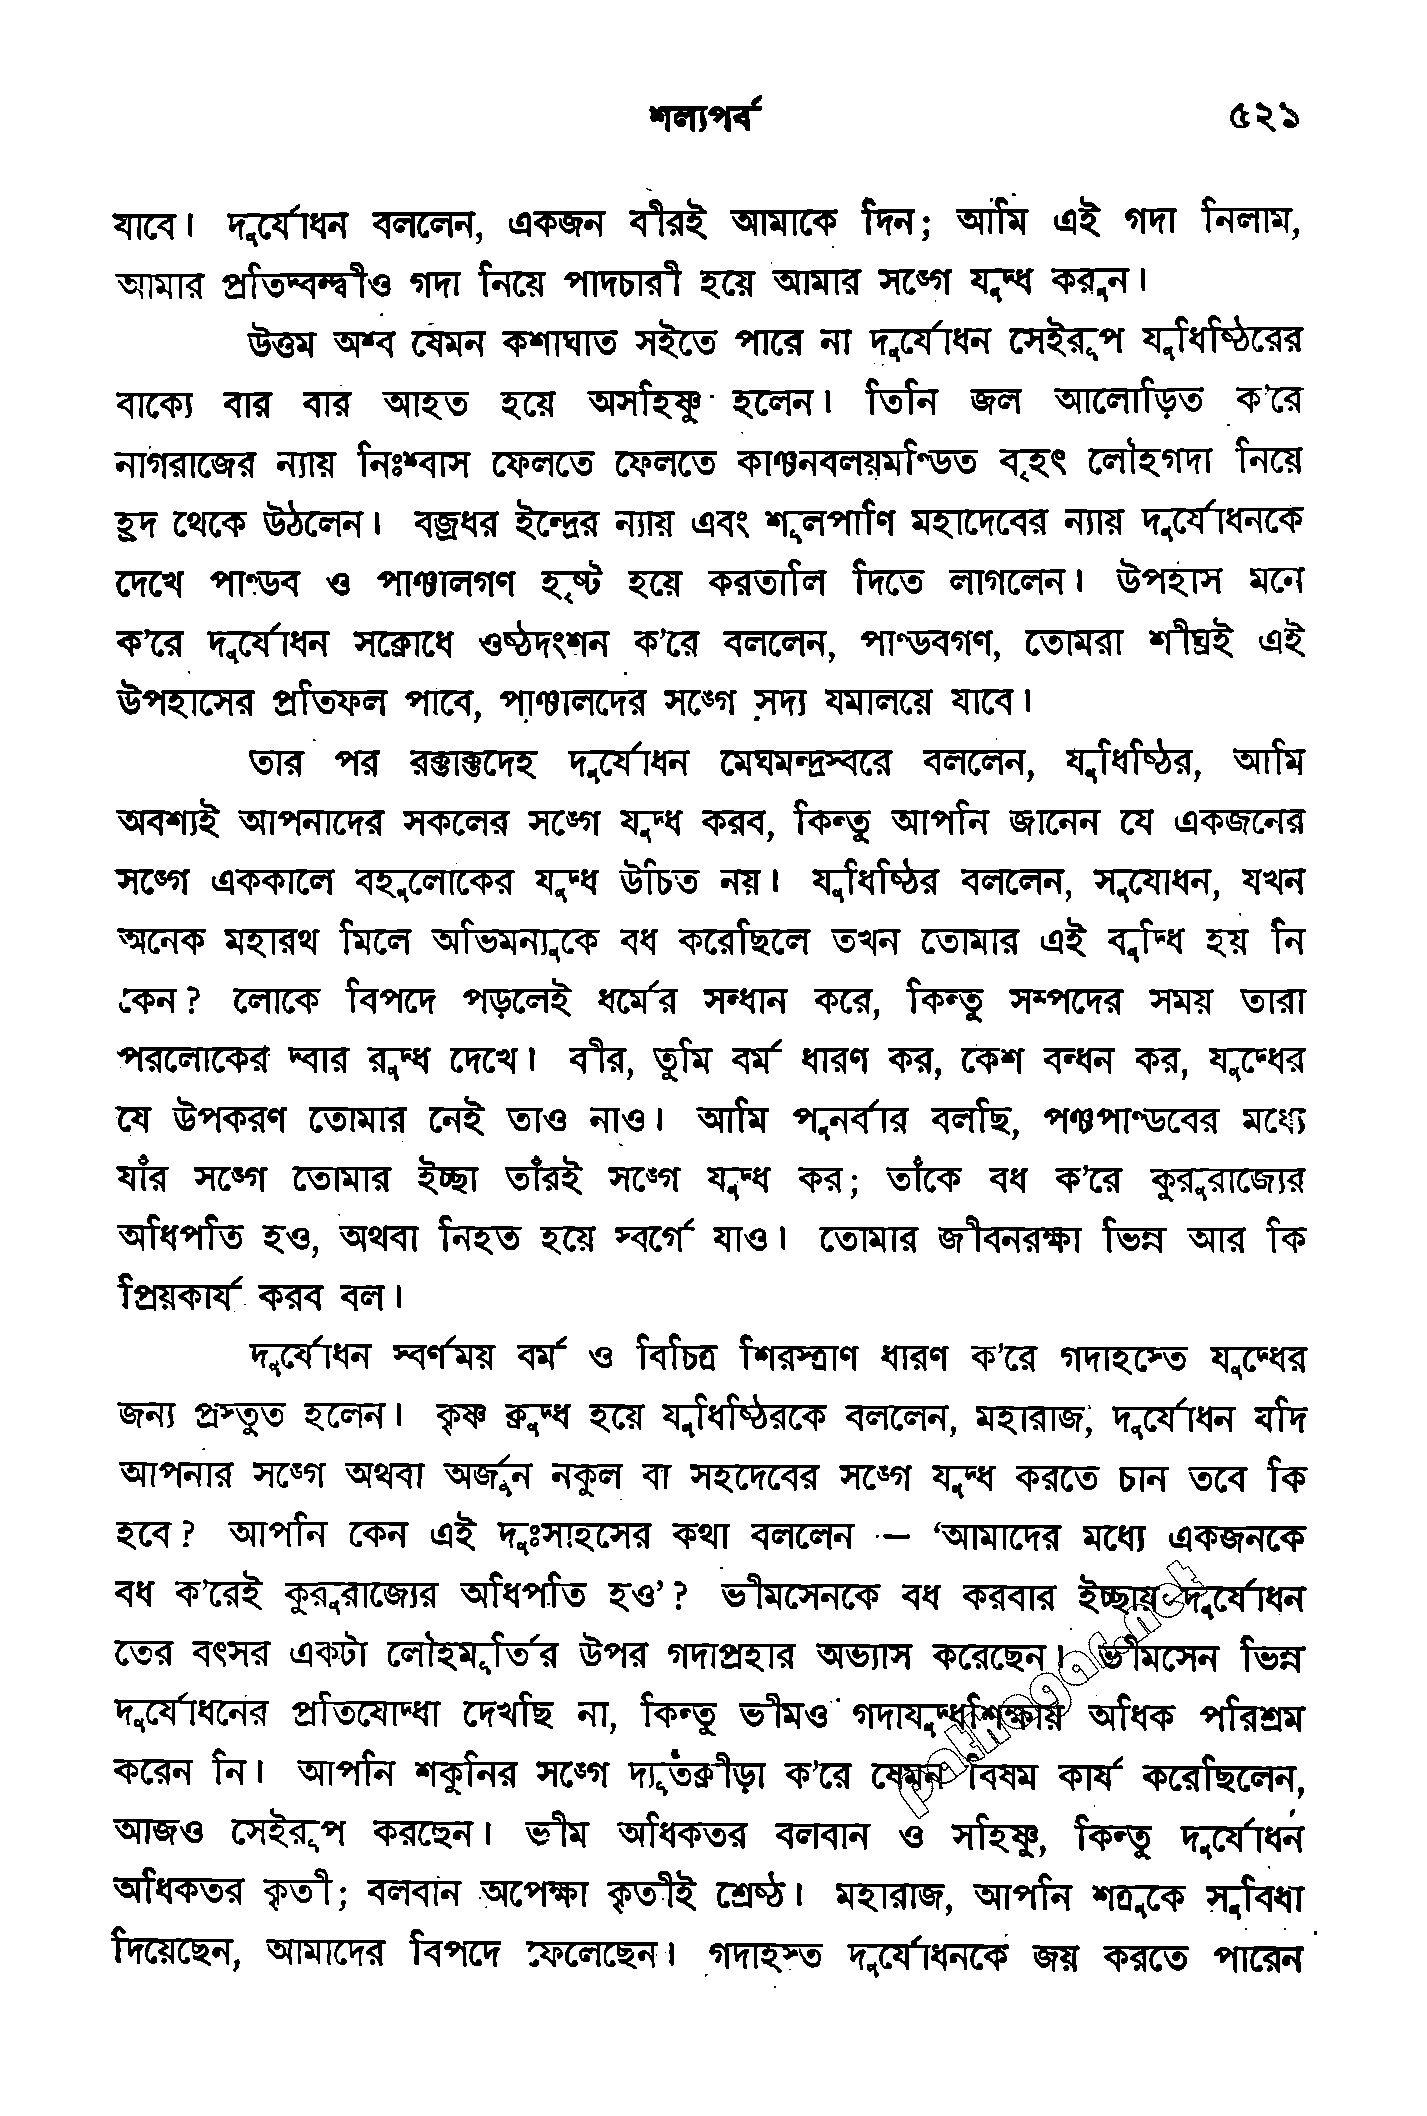 শল্যপর্ব ৫২১
যাবে। দুর্যোধন বললেন, একজন বীরই আমাকে দিন; আমি এই গদা নিলাম,
আমার প্রতিদ্বন্দ্বীও গদা নিয়ে পাদচারী হয়ে আমার সঙ্গে যুদ্ধ করুন।
উত্তম অশ্ব যেমন কশাঘাত সইতে পারে না দুর্যোধন সেইরূপ যুধিষ্ঠিরের
বাক্যে বার বার আহত হয়ে অসহিষ্ণু হলেন। তিনি জল আলোড়িত ক'রে
নাগরাজের ন্যায় নিঃশ্বাস ফেলতে ফেলতে কাঞ্চনবলয়মণ্ডিত বৃহৎ লৌহগদা নিয়ে
হ্রদ থেকে উঠলেন। বজ্রধর ইন্দ্রের ন্যায় এবং শূলপাণি মহাদেবের ন্যায় দুর্যোধনকে
দেখে পাণ্ডব ও পাঞ্চালগণ হৃষ্ট হয়ে করতালি দিতে লাগলেন। উপহাস মনে
ক'রে দুর্যোধন সক্রোধে ওষ্ঠদংশন ক'রে বললেন, পাণ্ডবগণ, তোমরা শীঘ্রই এই
উপহাসের প্রতিফল পাবে, পাঞ্চালদের সঙ্গে সদ্য যমালয়ে যাবে।
তার পর রক্তাক্তদেহ দুর্যোধন মেঘমন্দ্রস্বরে বললেন, যুধিষ্ঠির, আমি
অবশ্যই আপনাদের সকলের সঙ্গে যুদ্ধ করব, কিন্তু আপনি জানেন যে একজনের
সঙ্গে এককালে বহুলোকের যুদ্ধ উচিত নয়। যুধিষ্ঠির বললেন, সুযোধন, যখন
অনেক মহারথ মিলে অভিমন্যুকে বধ করেছিলে তখন তোমার এই বুদ্ধি হয় নি
কেন? লোকে বিপদে পড়লেই ধর্মের সন্ধান করে, কিন্তু সম্পদের সময় তারা
পরলোকের দ্বার রুদ্ধ দেখে। বীর, তুমি বর্ম ধারণ কর, কেশ বন্ধন কর, যুদ্ধের
যে উপকরণ তোমার নেই তাও নাও। আমি পুনর্বার বলছি, পঞ্চপাণ্ডবের মধ্যে
যাঁর সঙ্গে তোমার ইচ্ছা তাঁরই সঙ্গে যুদ্ধ কর; তাঁকে বধ ক'রে কুরুরাজ্যের
অধিপতি হও, অথবা নিহত হয়ে স্বর্গে যাও। তোমার জীবনরক্ষা ভিন্ন আর কি
প্রিয়কার্য করব বল।
দুর্যোধন স্বর্ণময় বর্ম ও বিচিত্র শিরস্ত্রাণ ধারণ ক'রে গদাহস্তে যুদ্ধের
জন্য প্রস্তুত হলেন। কৃষ্ণ ক্রুদ্ধ হয়ে যুধিষ্ঠিরকে বললেন, মহারাজ, দুর্যোধন যদি
আপনার সঙ্গে অথবা অর্জুন নকুল বা সহদেবের সঙ্গে যুদ্ধ করতে চান তবে কি
হবে? আপনি কেন এই দুঃসাহসের কথা বললেন — 'আমাদের মধ্যে একজনকে
বধ ক'রেই কুরুরাজ্যের অধিপতি হও'? ভীমসেনকে বধ করবার ইচ্ছায় দুর্যোধন
তের বৎসর একটা লৌহমূর্তির উপর গদাপ্রহার অভ্যাস করেছেন। ভীমসেন ভিন্ন
দুর্যোধনের প্রতিযোদ্ধা দেখছি না, কিন্তু ভীমও গদাযুদ্ধশিক্ষায় অধিক পরিশ্রম
করেন নি। আপনি শকুনির সঙ্গে দ্যূতক্রীড়া ক'রে যেমন বিষম কার্য করেছিলেন,
আজও সেইরূপ করছেন। ভীম অধিকতর বলবান ও সহিষ্ণু, কিন্তু দুর্যোধন
অধিকতর কৃতী; বলবান অপেক্ষা কৃতীই শ্রেষ্ঠ। মহারাজ, আপনি শত্রুকে সুবিধা
দিয়েছেন, আমাদের বিপদে ফেলেছেন। গদাহস্ত দুর্যোধনকে জয় করতে পারেন
pathagar.net